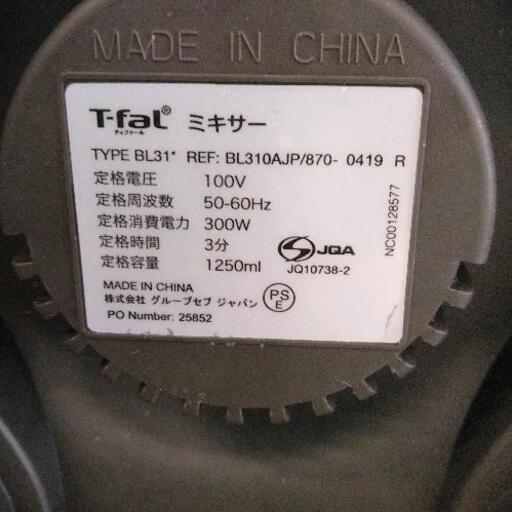 MADE IN CHINA
T-faL® ミキサー
ティファール
TYPE BL31* REF: BL310AJP/870- 0419 R
定格電圧 100V
定格周波数 50-60Hz
定格消費電力 300W
定格時間 3分
定格容量 1250ml
JQA
JQ10738-2
NC00128577
MADE IN CHINA
株式会社 グループセブ ジャパン
PO Number: 25852
PS
E